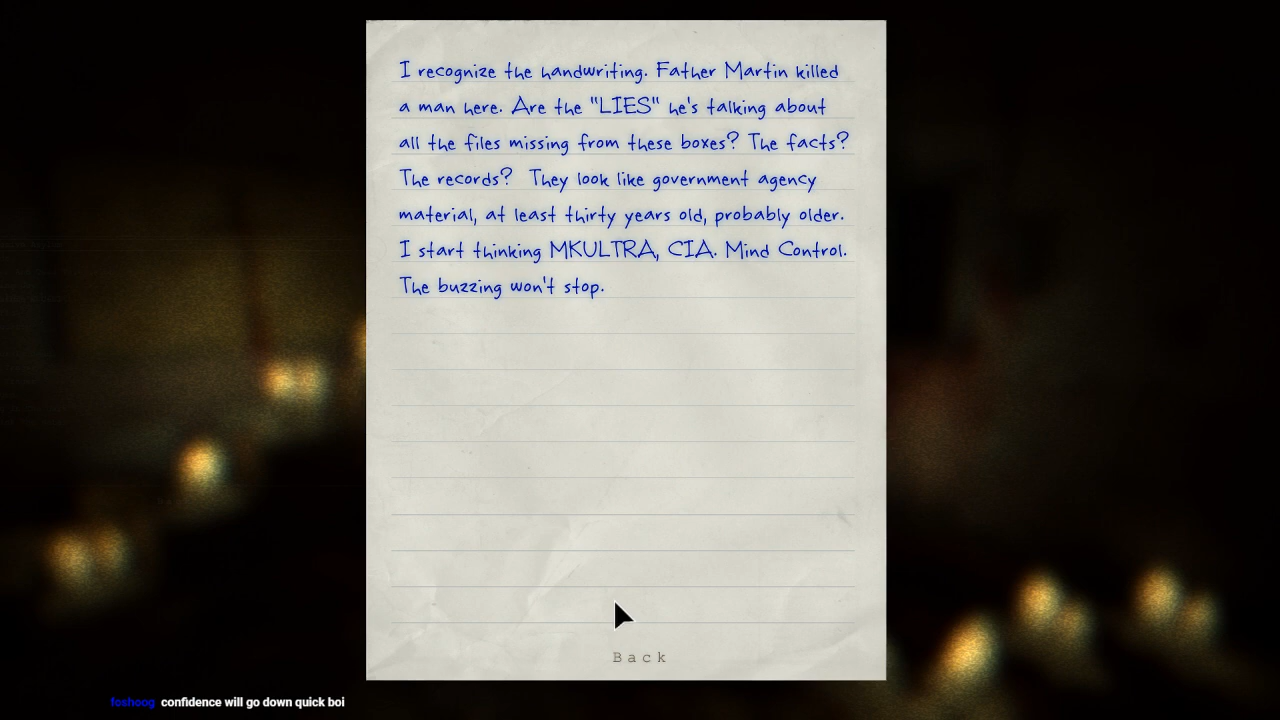 I recognize the handwriting. Father Martin killed
a man here. Are the "LIES" he's talking about
all the files missing from these boxes? The facts?
The records?  They look like government agency
material, at least thirty years old, probably older.
I start thinking MKULTRA, CIA. Mind Control.
The buzzing won't stop.
Back
foshoog confidence will go down quick boi